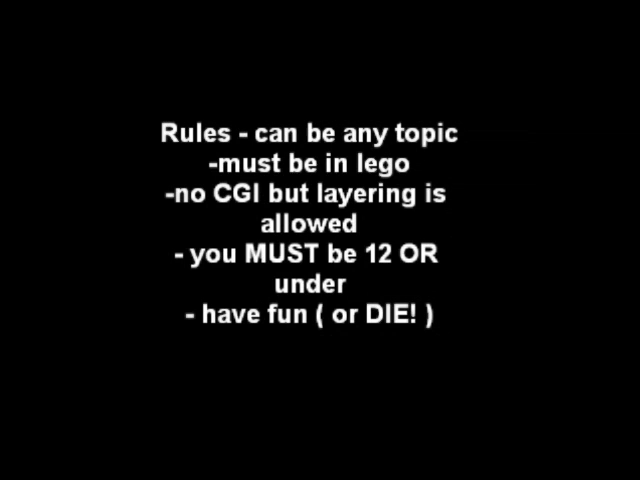 Rules - can be any topic
-must be in lego
-no CGI but layering is
allowed
- you MUST be 12 OR
under
- have fun ( or DIE! )